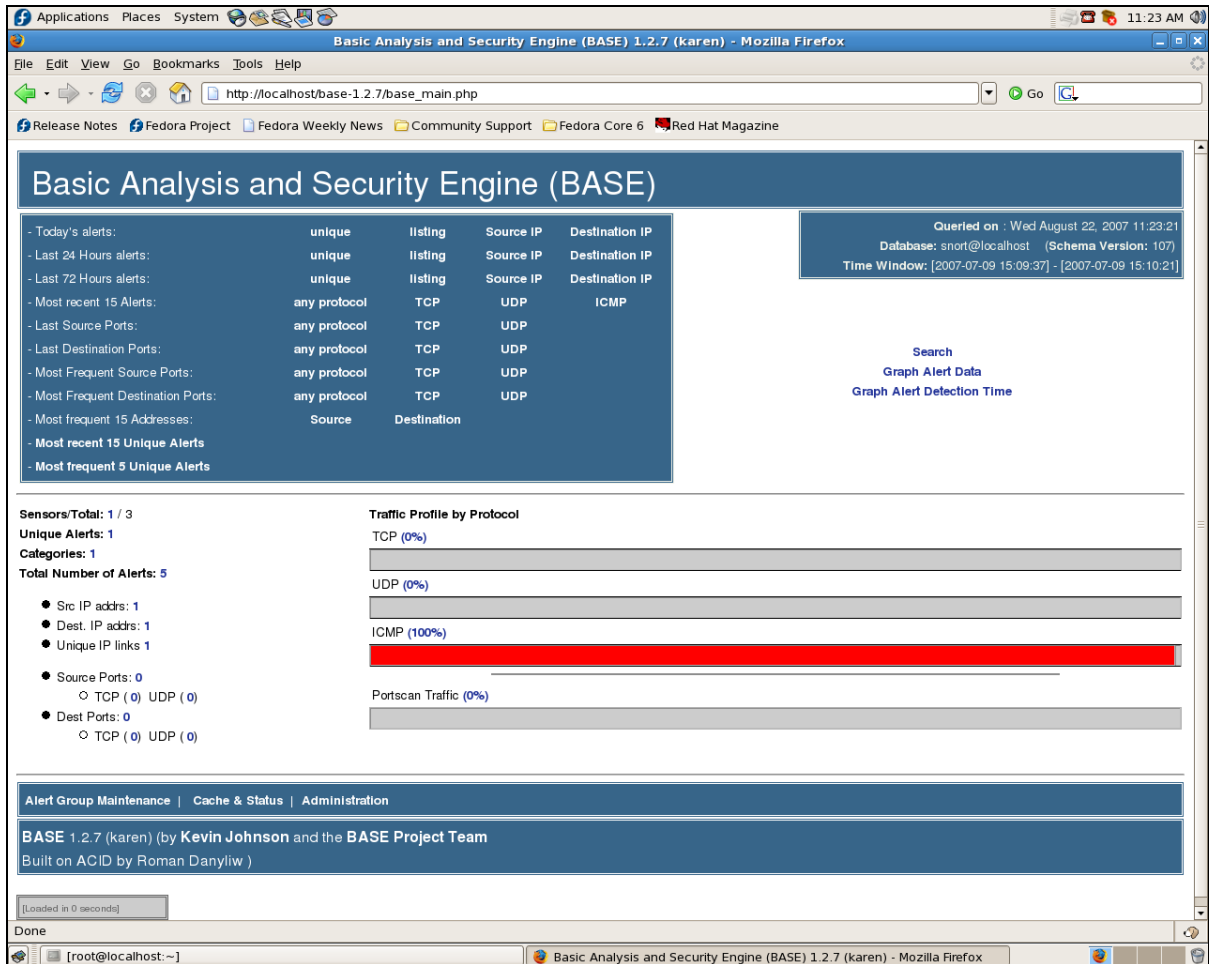 Applications Places System 11:23 AM
Basic Analysis and Security Engine (BASE) 1.2.7 (karen) - Mozilla Firefox
File Edit View Go Bookmarks Tools Help
http://localhost/base-1.2.7/base_main.php Go G
Release Notes Fedora Project Fedora Weekly News Community Support Fedora Core 6 Red Hat Magazine
Basic Analysis and Security Engine (BASE)
- Today's alerts: unique listing Source IP Destination IP
- Last 24 Hours alerts: unique listing Source IP Destination IP
- Last 72 Hours alerts: unique listing Source IP Destination IP
- Most recent 15 Alerts: any protocol TCP UDP ICMP
- Last Source Ports: any protocol TCP UDP
- Last Destination Ports: any protocol TCP UDP
- Most Frequent Source Ports: any protocol TCP UDP
- Most Frequent Destination Ports: any protocol TCP UDP
- Most frequent 15 Addresses: Source Destination
- Most recent 15 Unique Alerts
- Most frequent 5 Unique Alerts
Queried on : Wed August 22, 2007 11:23:21
Database: snort@localhost (Schema Version: 107)
Time Window: [2007-07-09 15:09:37] - [2007-07-09 15:10:21]
Search
Graph Alert Data
Graph Alert Detection Time
Sensors/Total: 1 / 3
Unique Alerts: 1
Categories: 1
Total Number of Alerts: 5
Src IP addrs: 1
Dest. IP addrs: 1
Unique IP links 1
Source Ports: 0
TCP ( 0) UDP ( 0)
Dest Ports: 0
TCP ( 0) UDP ( 0)
Traffic Profile by Protocol
TCP (0%)
UDP (0%)
ICMP (100%)
Portscan Traffic (0%)
Alert Group Maintenance | Cache & Status | Administration
BASE 1.2.7 (karen) (by Kevin Johnson and the BASE Project Team
Built on ACID by Roman Danyliw )
[Loaded in 0 seconds]
Done
[root@localhost:~] Basic Analysis and Security Engine (BASE) 1.2.7 (karen) - Mozilla Firefox